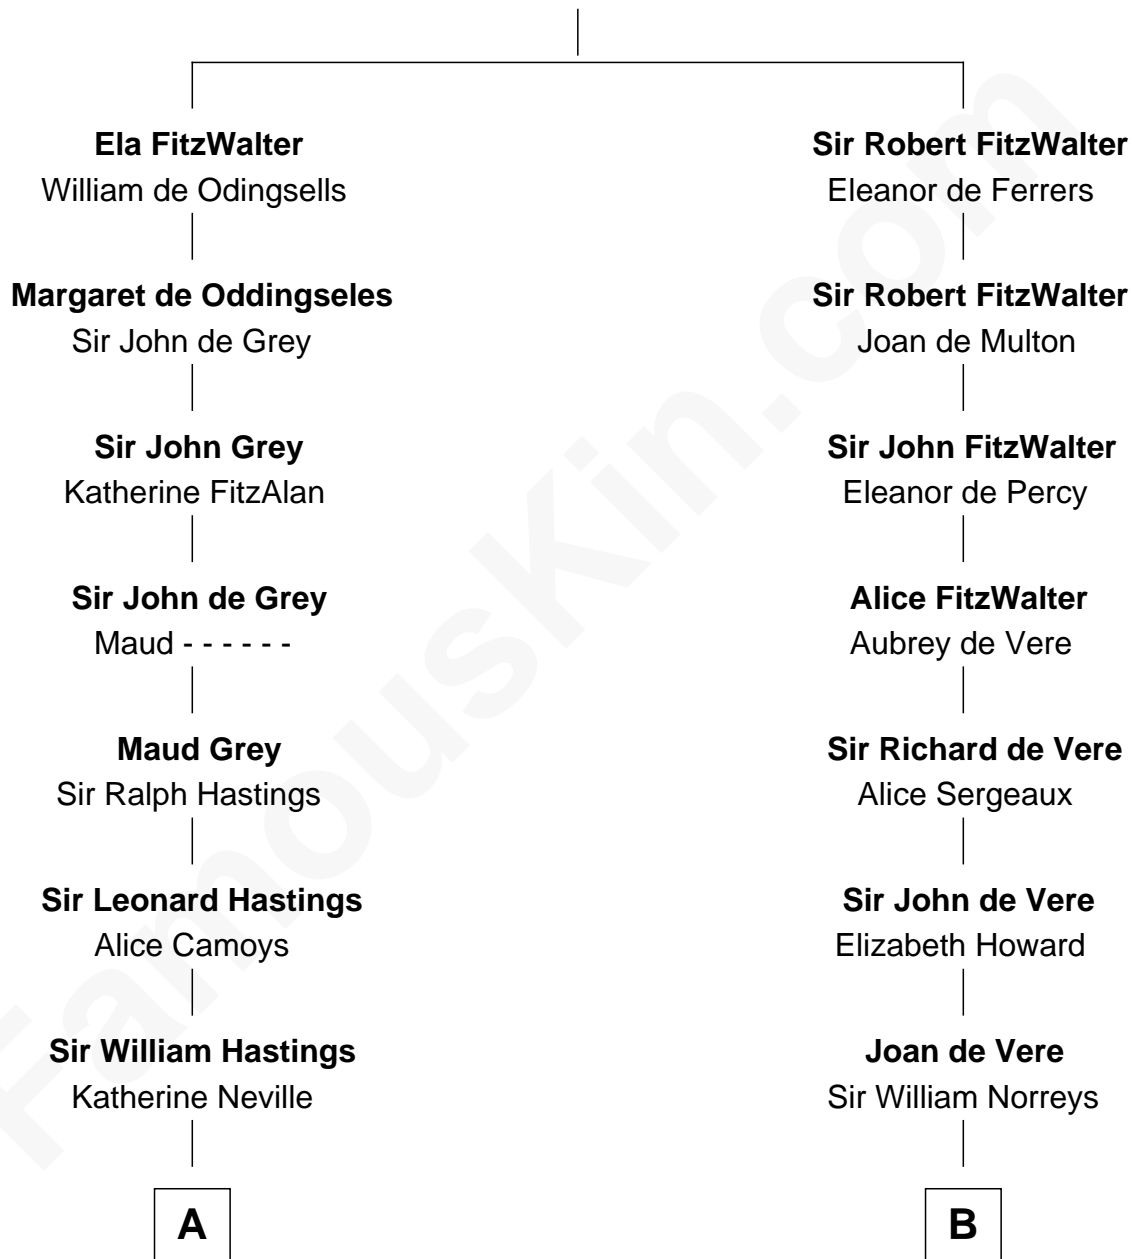 Ela FitzWalter
William de Odingsells
Margaret de Oddingseles
Sir John de Grey
Sir John Grey
Katherine FitzAlan
Sir John de Grey
Maud - - - - - -
Maud Grey
Sir Ralph Hastings
Sir Leonard Hastings
Alice Camoys
Sir William Hastings
Katherine Neville
A
Sir Robert FitzWalter
Eleanor de Ferrers
Sir Robert FitzWalter
Joan de Multon
Sir John FitzWalter
Eleanor de Percy
Alice FitzWalter
Aubrey de Vere
Sir Richard de Vere
Alice Sergeaux
Sir John de Vere
Elizabeth Howard
Joan de Vere
Sir William Norreys
B
FamousKin.com